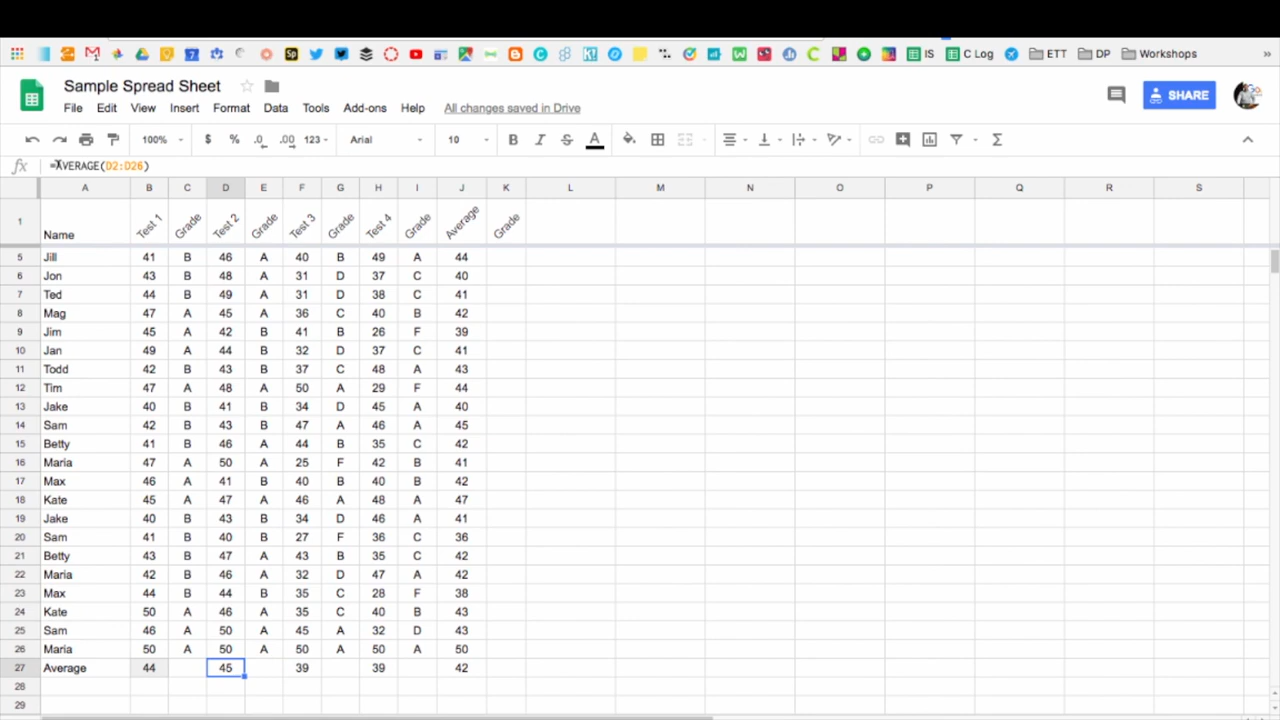 IS C Log ETT DP Workshops »
Sample Spread Sheet
File Edit View Insert Format Data Tools Add-ons Help All changes saved in Drive
SHARE
100% $ % .0 .00 123 Arial 10 B I S A Σ
fx =AVERAGE(D2:D26)
A B C D E F G H I J K L M N O P Q R S
1 Name Test 1 Grade Test 2 Grade Test 3 Grade Test 4 Grade Average Grade
5 Jill 41 B 46 A 40 B 49 A 44
6 Jon 43 B 48 A 31 D 37 C 40
7 Ted 44 B 49 A 31 D 38 C 41
8 Mag 47 A 45 A 36 C 40 B 42
9 Jim 45 A 42 B 41 B 26 F 39
10 Jan 49 A 44 B 32 D 37 C 41
11 Todd 42 B 43 B 37 C 48 A 43
12 Tim 47 A 48 A 50 A 29 F 44
13 Jake 40 B 41 B 34 D 45 A 40
14 Sam 42 B 43 B 47 A 46 A 45
15 Betty 41 B 46 A 44 B 35 C 42
16 Maria 47 A 50 A 25 F 42 B 41
17 Max 46 A 41 B 40 B 40 B 42
18 Kate 45 A 47 A 46 A 48 A 47
19 Jake 40 B 43 B 34 D 46 A 41
20 Sam 41 B 40 B 27 F 36 C 36
21 Betty 43 B 47 A 43 B 35 C 42
22 Maria 42 B 46 A 32 D 47 A 42
23 Max 44 B 44 B 35 C 28 F 38
24 Kate 50 A 46 A 35 C 40 B 43
25 Sam 46 A 50 A 45 A 32 D 43
26 Maria 50 A 50 A 50 A 50 A 50
27 Average 44 45 39 39 42
28
29